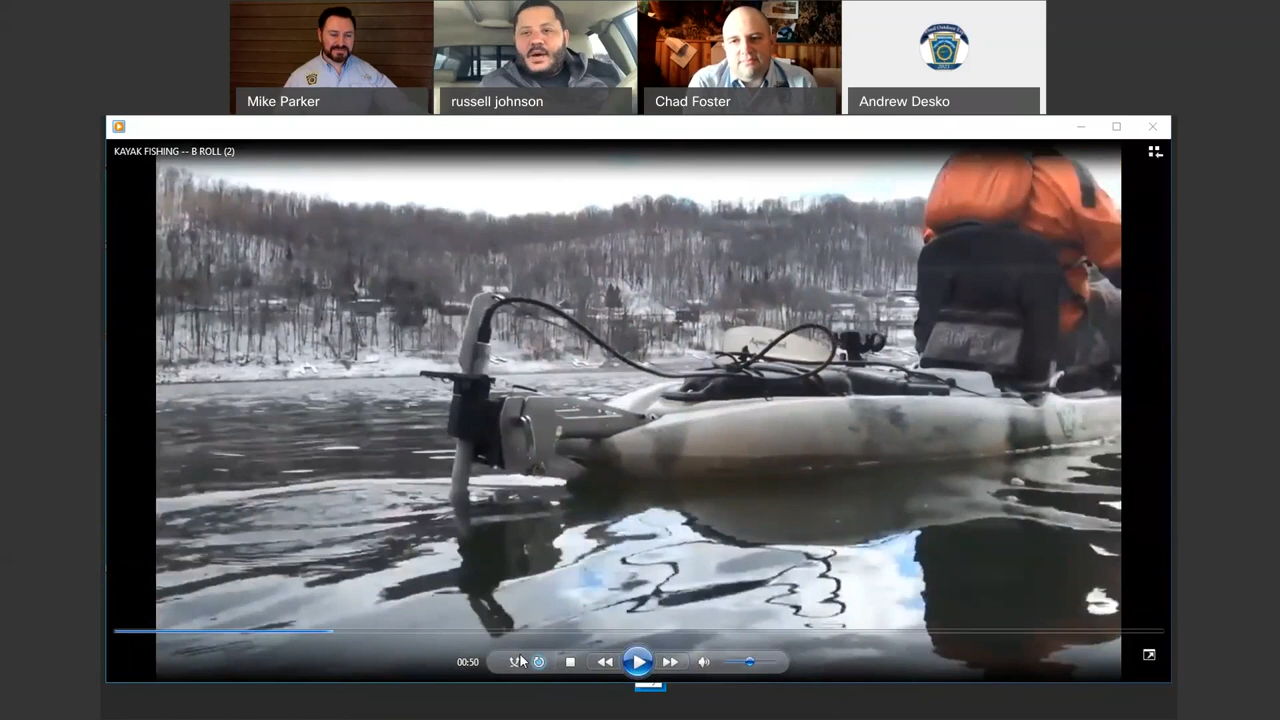 Mike Parker
russell johnson
Chad Foster
Andrew Desko
KAYAK FISHING -- B ROLL (2)
00:50